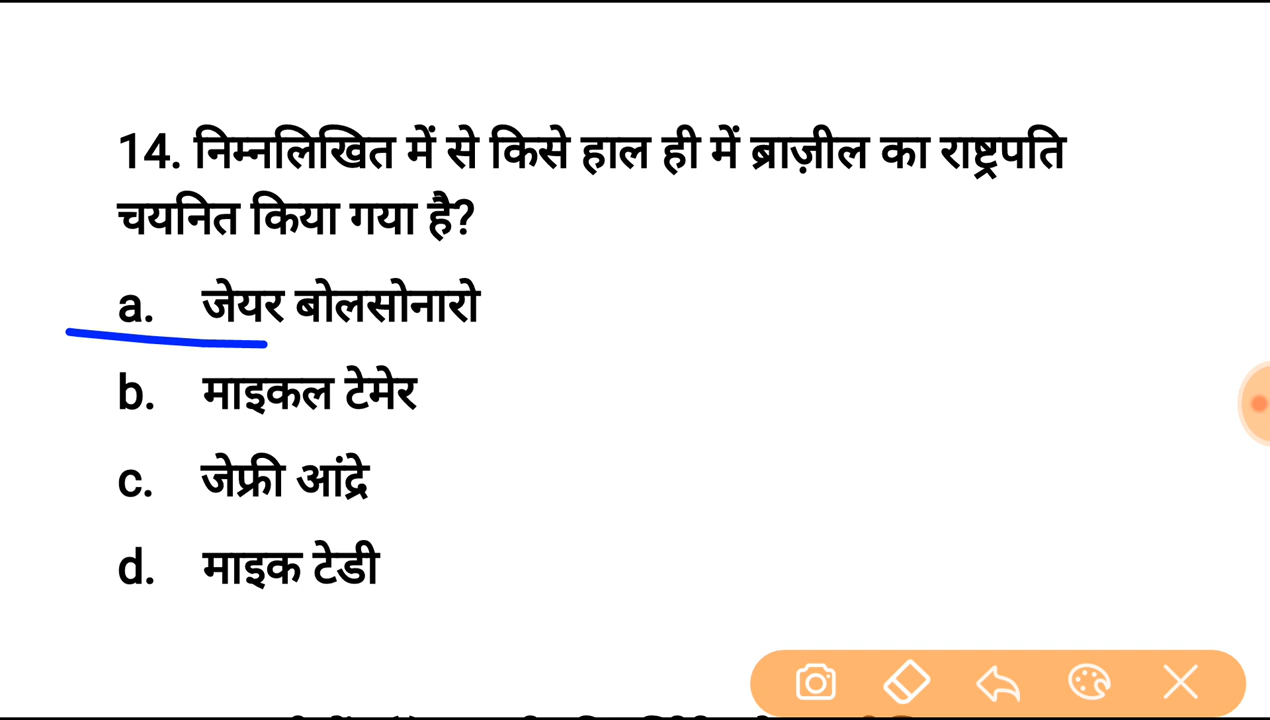 14. निम्नलिखित में से किसे हाल ही में ब्राज़ील का राष्ट्रपति
चयनित किया गया है?
a. जेयर बोलसोनारो
b. माइकल टेमेर
c. जेफ्री आंद्रे
d. माइक टेडी